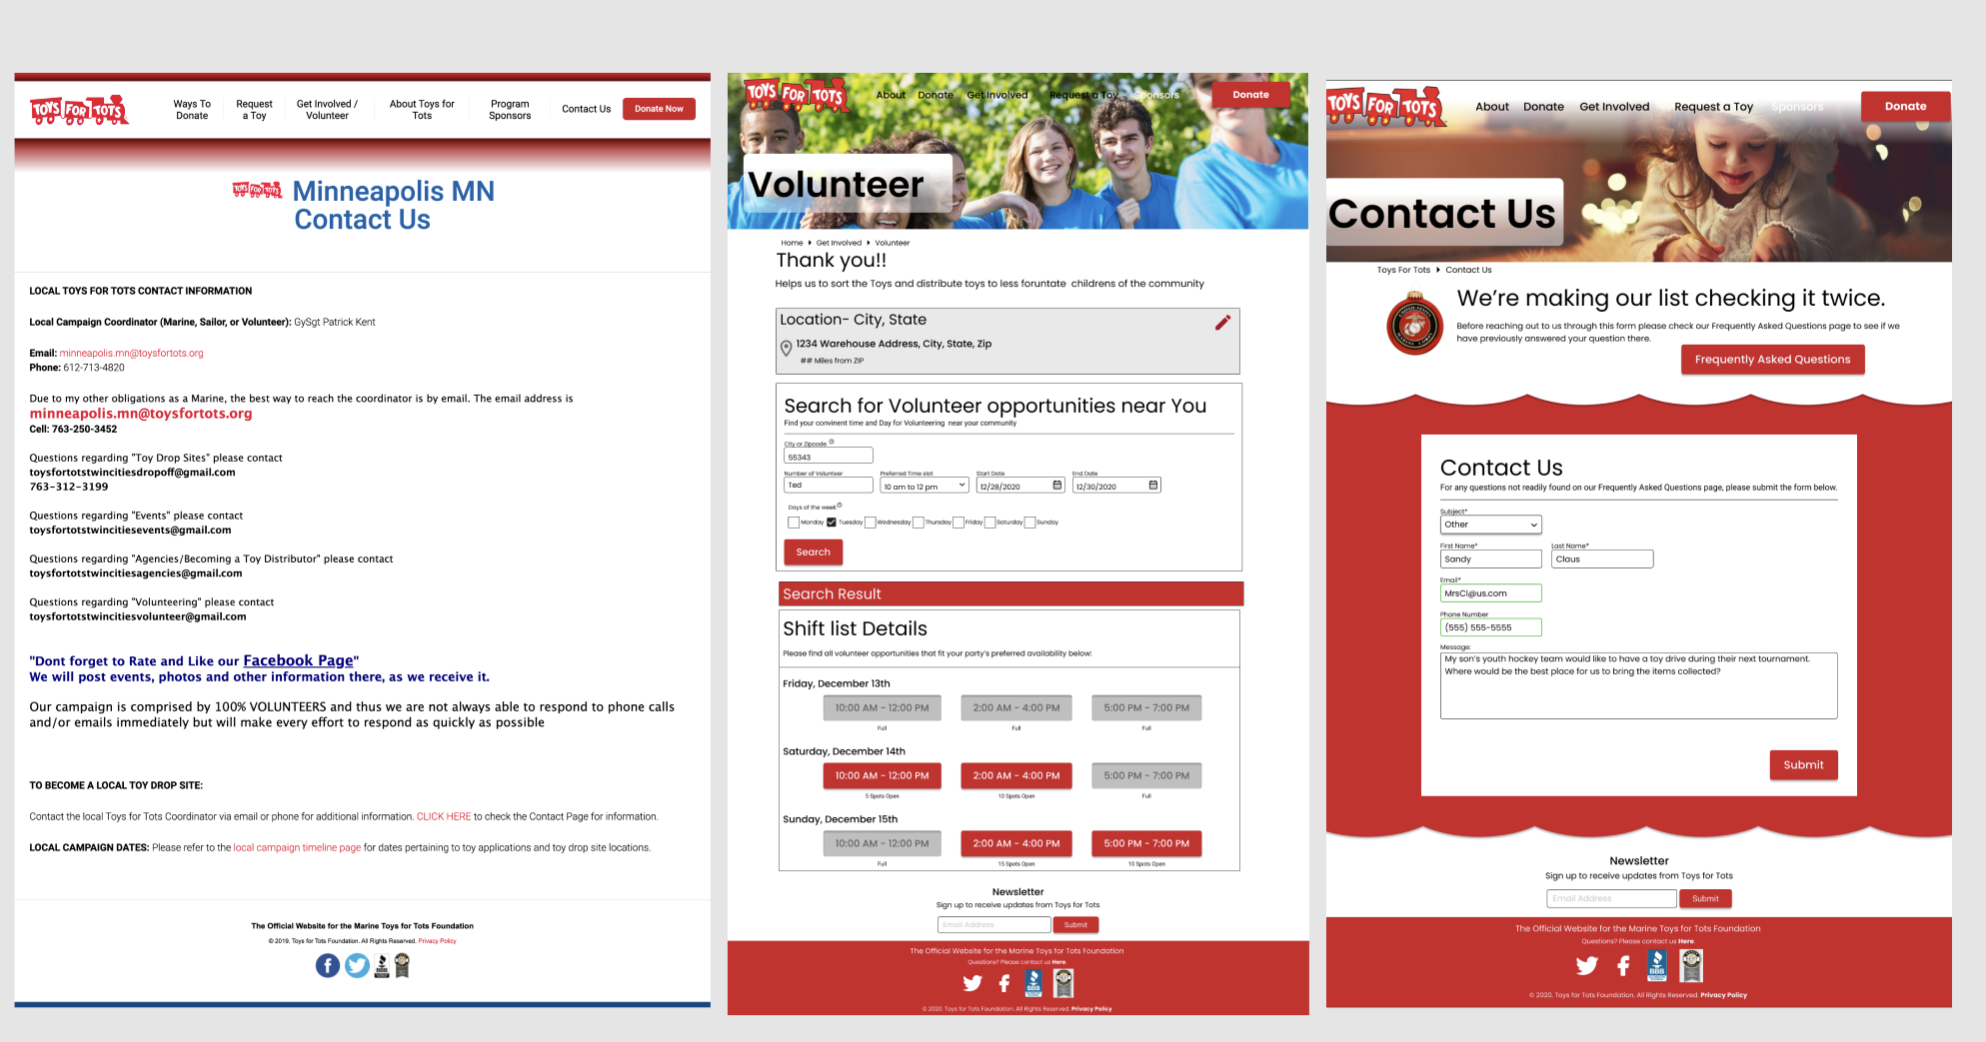 TOYS FOR TOTS
Ways To Donate
Request a Toy
Get Involved / Volunteer
About Toys for Tots
Program Sponsors
Contact Us
Donate Now
TOYS FOR TOTS
Minneapolis MN
Contact Us
LOCAL TOYS FOR TOTS CONTACT INFORMATION
Local Campaign Coordinator (Marine, Sailor, or Volunteer): GySgt Patrick Kent
Email: minneapolis.mn@toysfortots.org
Phone: 612-713-4820
Due to my other obligations as a Marine, the best way to reach the coordinator is by email. The email address is
minneapolis.mn@toysfortots.org
Cell: 763-250-3452
Questions regarding "Toy Drop Sites" please contact
toysfortotstwincitiesdropoff@gmail.com
763-312-3199
Questions regarding "Events" please contact
toysfortotstwincitiesevents@gmail.com
Questions regarding "Agencies/Becoming a Toy Distributor" please contact
toysfortotstwincitiesagencies@gmail.com
Questions regarding "Volunteering" please contact
toysfortotstwincitiesvolunteer@gmail.com
"Dont forget to Rate and Like our Facebook Page"
We will post events, photos and other information there, as we receive it.
Our campaign is comprised by 100% VOLUNTEERS and thus we are not always able to respond to phone calls
and/or emails immediately but will make every effort to respond as quickly as possible
TO BECOME A LOCAL TOY DROP SITE:
Contact the local Toys for Tots Coordinator via email or phone for additional information. CLICK HERE to check the Contact Page for information.
LOCAL CAMPAIGN DATES: Please refer to the local campaign timeline page for dates pertaining to toy applications and toy drop site locations.
The Official Website for the Marine Toys for Tots Foundation
© 2019. Toys for Tots Foundation. All Rights Reserved. Privacy Policy
BBB
TOYS FOR TOTS
About Donate Get Involved Request a Toy Sponsors
Donate
Volunteer
Home Get Involved Volunteer
Thank you!!
Helps us to sort the Toys and distribute toys to less foruntate childrens of the community
Location- City, State
1234 Warehouse Address, City, State, Zip
## Miles from ZIP
Search for Volunteer opportunities near You
Find your convinent time and Day for Volunteering near your community
City or Zipcode
55343
Number of Volunteer Preferred Time slot Start Date End Date
Ted 10 am to 12 pm 12/28/2020 12/30/2020
Days of the week
Monday Tuesday Wednesday Thursday Friday Saturday Sunday
Search
Search Result
Shift list Details
Please find all volunteer opportunities that fit your party's preferred availability below:
Friday, December 13th
10:00 AM - 12:00 PM 2:00 AM - 4:00 PM 5:00 PM - 7:00 PM
Full Full Full
Saturday, December 14th
10:00 AM - 12:00 PM 2:00 AM - 4:00 PM 5:00 PM - 7:00 PM
5 Spots Open 10 Spots Open Full
Sunday, December 15th
10:00 AM - 12:00 PM 2:00 AM - 4:00 PM 5:00 PM - 7:00 PM
Full 15 Spots Open 10 Spots Open
Newsletter
Sign up to receive updates from Toys for Tots
Email Address Submit
The Official Website for the Marine Toys for Tots Foundation
Questions? Please contact us Here.
BBB
© 2020. Toys for Tots Foundation. All Rights Reserved. Privacy Policy
TOYS FOR TOTS
About Donate Get Involved Request a Toy Sponsors
Donate
Contact Us
Toys For Tots Contact Us
We're making our list checking it twice.
Before reaching out to us through this form please check our Frequently Asked Questions page to see if we
have previously answered your question there.
Frequently Asked Questions
Contact Us
For any questions not readily found on our Frequently Asked Questions page, please submit the form below.
Subject*
Other
First Name* Last Name*
Sandy Claus
Email*
MrsCl@us.com
Phone Number
(555) 555-5555
Message:
My son's youth hockey team would like to have a toy drive during their next tournament.
Where would be the best place for us to bring the items collected?
Submit
Newsletter
Sign up to receive updates from Toys for Tots
Email Address Submit
The Official Website for the Marine Toys for Tots Foundation
Questions? Please contact us Here.
BBB
© 2020. Toys for Tots Foundation. All Rights Reserved. Privacy Policy